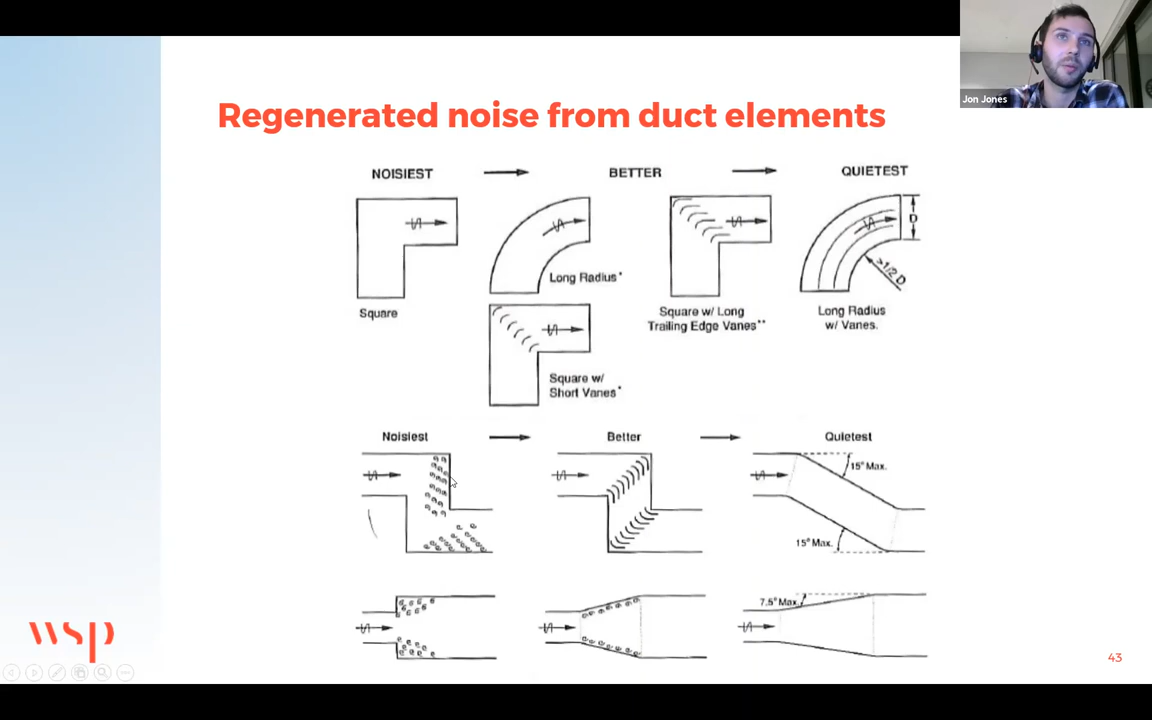 Jon Jones
Regenerated noise from duct elements
NOISIEST
BETTER
QUIETEST
D
>1/2 D
Long Radius*
Square
Square w/ Long
Trailing Edge Vanes**
Long Radius
w/ Vanes.
Square w/
Short Vanes*
Noisiest
Better
Quietest
15° Max.
15° Max.
7.5° Max.
wsp
43